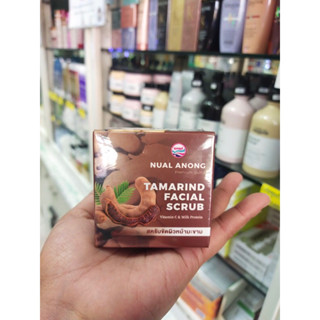 NUAL ANONG
TAMARIND
FACIAL
SCRUB
Vitamin C & Milk Protein
สครับขัดผิวหน้ามะขาม